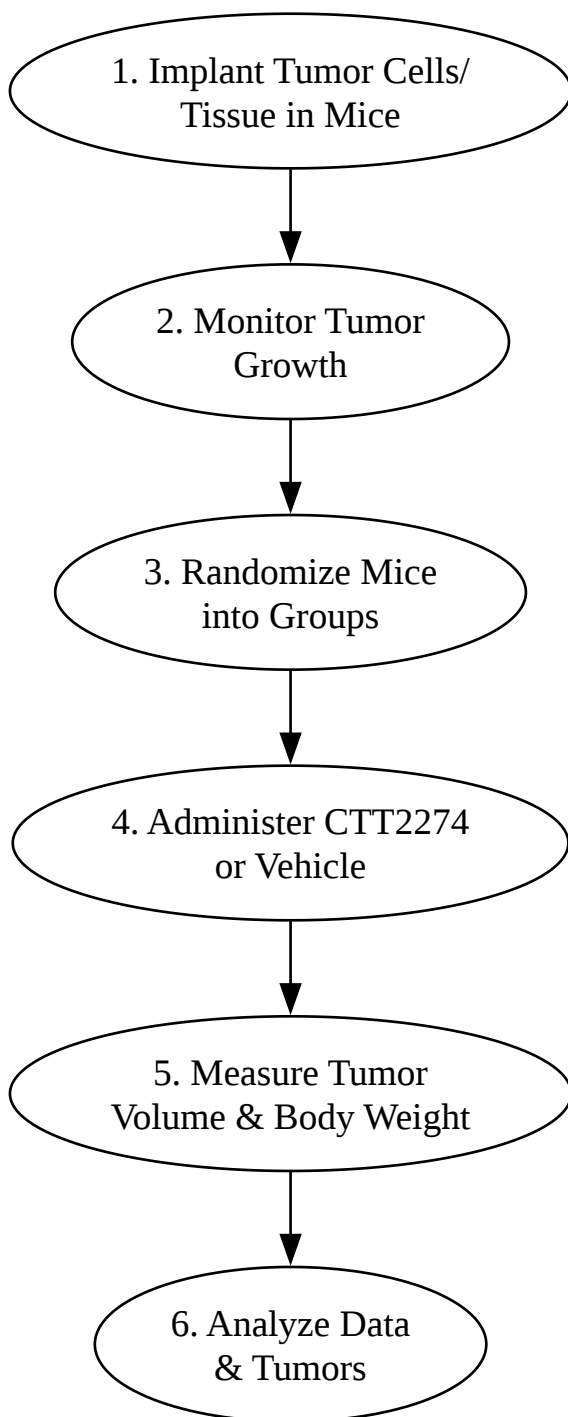 1. Implant Tumor Cells/
Tissue in Mice
2. Monitor Tumor
Growth
3. Randomize Mice
into Groups
4. Administer CTT2274
or Vehicle
5. Measure Tumor
Volume & Body Weight
6. Analyze Data
& Tumors